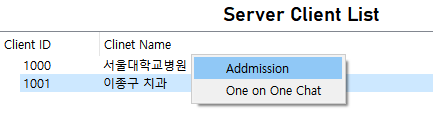 Server Client List
Client ID Clinet Name
1000 서울대학교병원
Addmission
1001 이종구 치과
One on One Chat